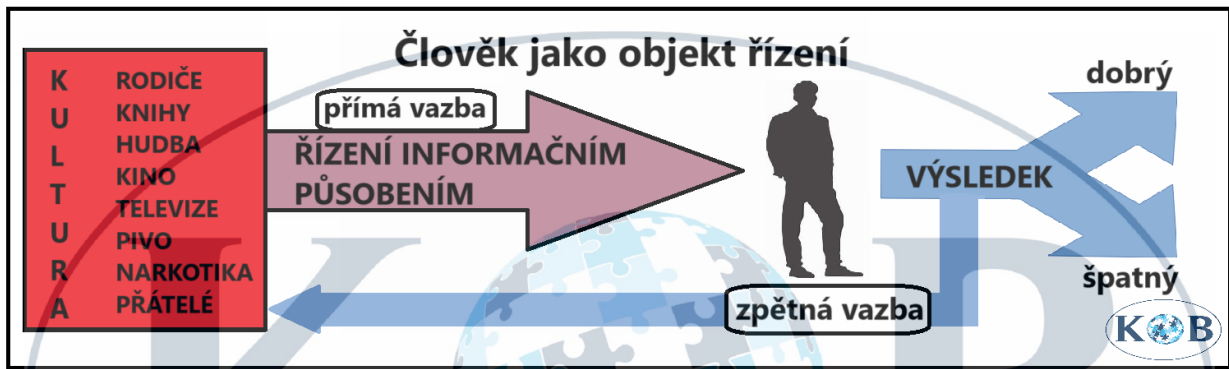 Člověk jako objekt řízení
KULTURA
RODIČE
KNIHY
HUDBA
KINO
TELEVIZE
PIVO
NARKOTIKA
PŘÁTELÉ
přímá vazba
ŘÍZENÍ INFORMAČNÍM
PŮSOBENÍM
VÝSLEDEK
dobrý
špatný
zpětná vazba
KOB